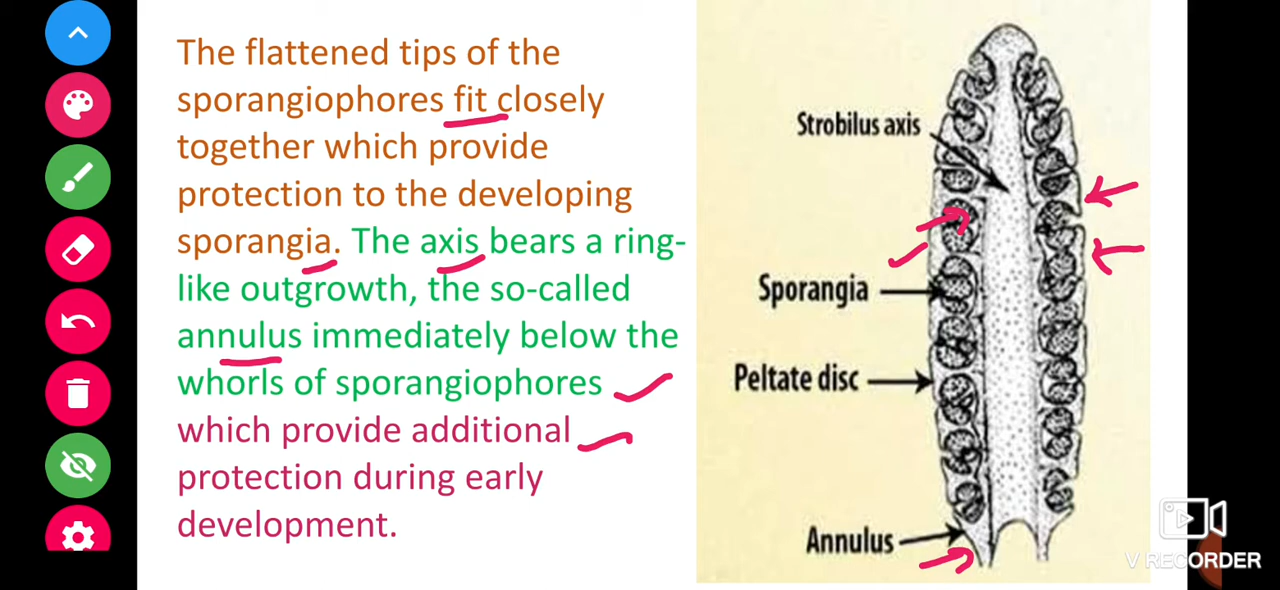 The flattened tips of the
sporangiophores fit closely
together which provide
protection to the developing
sporangia. The axis bears a ring-
like outgrowth, the so-called
annulus immediately below the
whorls of sporangiophores
which provide additional
protection during early
development.
Strobilus axis
Sporangia
Peltate disc
Annulus
V RECORDER